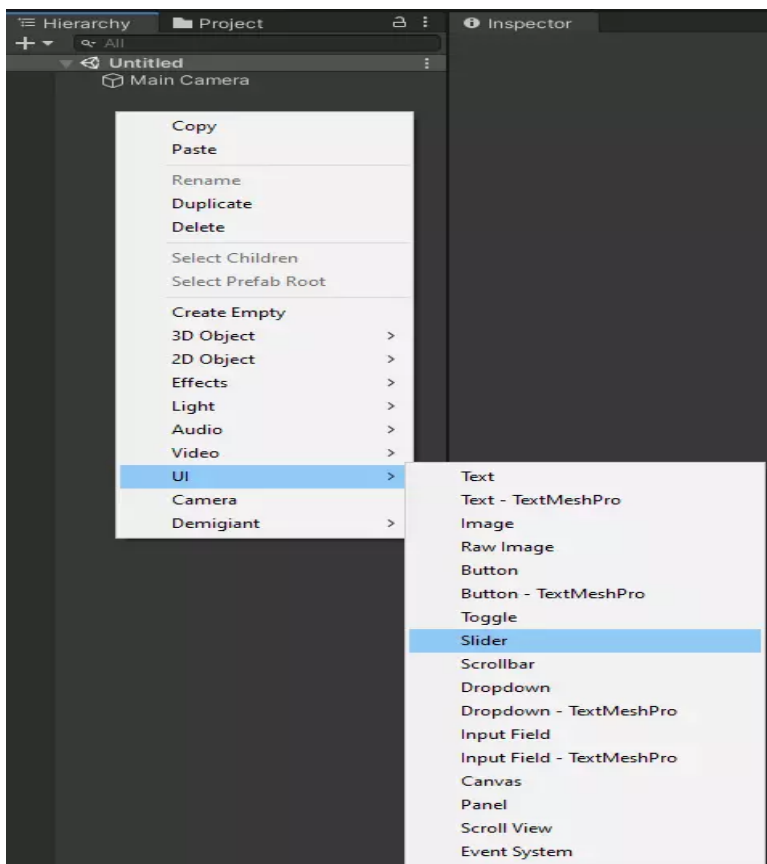 Hierarchy Project Inspector
All
Untitled
Main Camera
Copy
Paste
Rename
Duplicate
Delete
Select Children
Select Prefab Root
Create Empty
3D Object
2D Object
Effects
Light
Audio
Video
UI
Camera
Demigiant
Text
Text - TextMeshPro
Image
Raw Image
Button
Button - TextMeshPro
Toggle
Slider
Scrollbar
Dropdown
Dropdown - TextMeshPro
Input Field
Input Field - TextMeshPro
Canvas
Panel
Scroll View
Event System